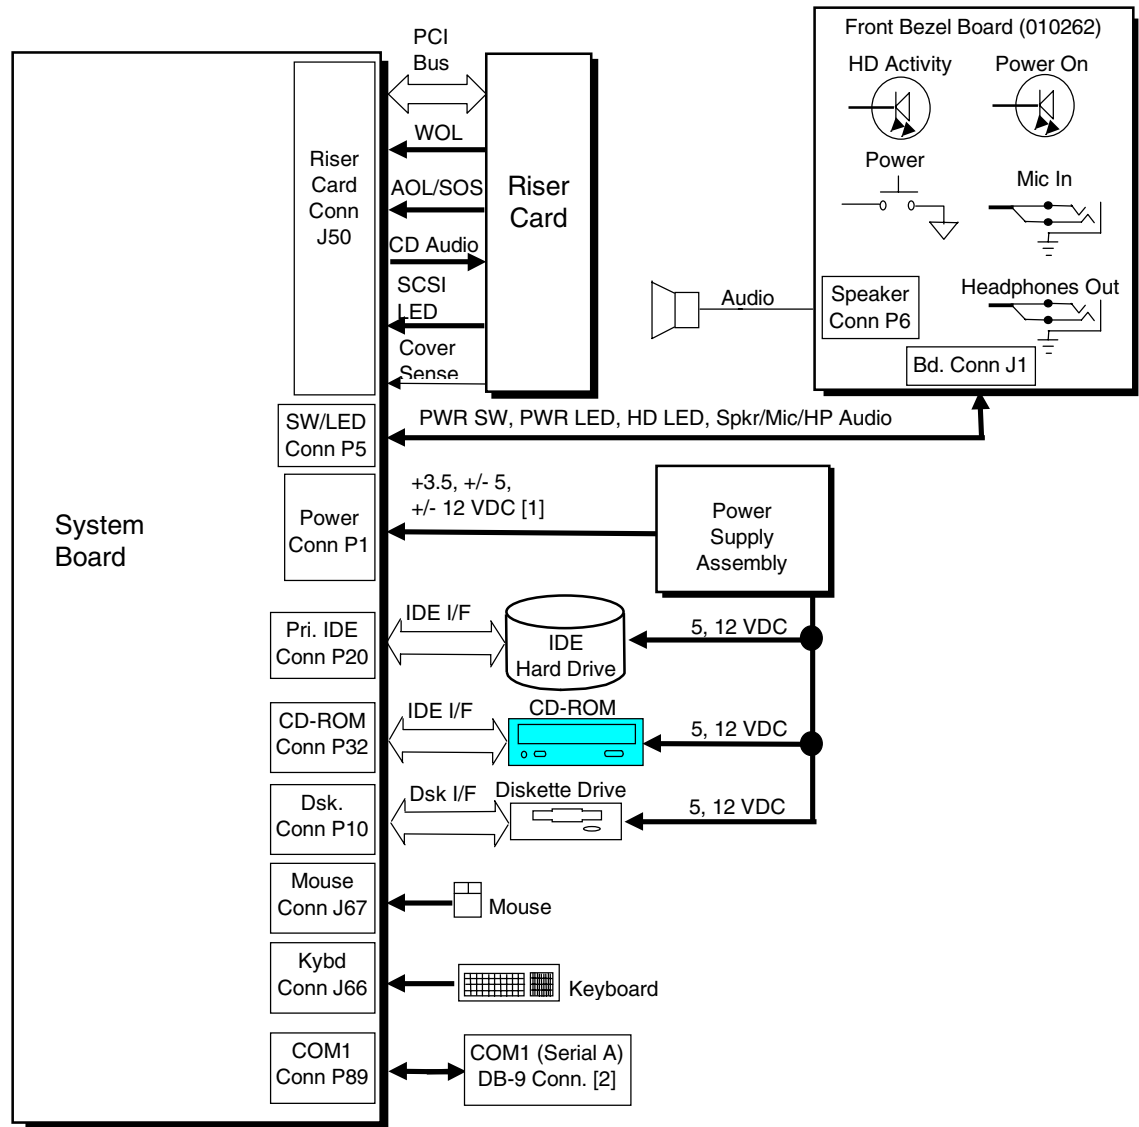 Front Bezel Board (010262)
HD Activity
Power On
Power
Mic In
Speaker
Conn P6
Headphones Out
Bd. Conn J1
Audio
PCI
Bus
WOL
AOL/SOS
CD Audio
SCSI
LED
Cover
Sense
Riser
Card
Conn
J50
Riser
Card
SW/LED
Conn P5
PWR SW, PWR LED, HD LED, Spkr/Mic/HP Audio
System
Board
Power
Conn P1
+3.5, +/- 5,
+/- 12 VDC [1]
Power
Supply
Assembly
Pri. IDE
Conn P20
IDE I/F
IDE
Hard Drive
5, 12 VDC
CD-ROM
Conn P32
IDE I/F
CD-ROM
5, 12 VDC
Dsk.
Conn P10
Dsk I/F
Diskette Drive
5, 12 VDC
Mouse
Conn J67
Mouse
Kybd
Conn J66
Keyboard
COM1
Conn P89
COM1 (Serial A)
DB-9 Conn. [2]